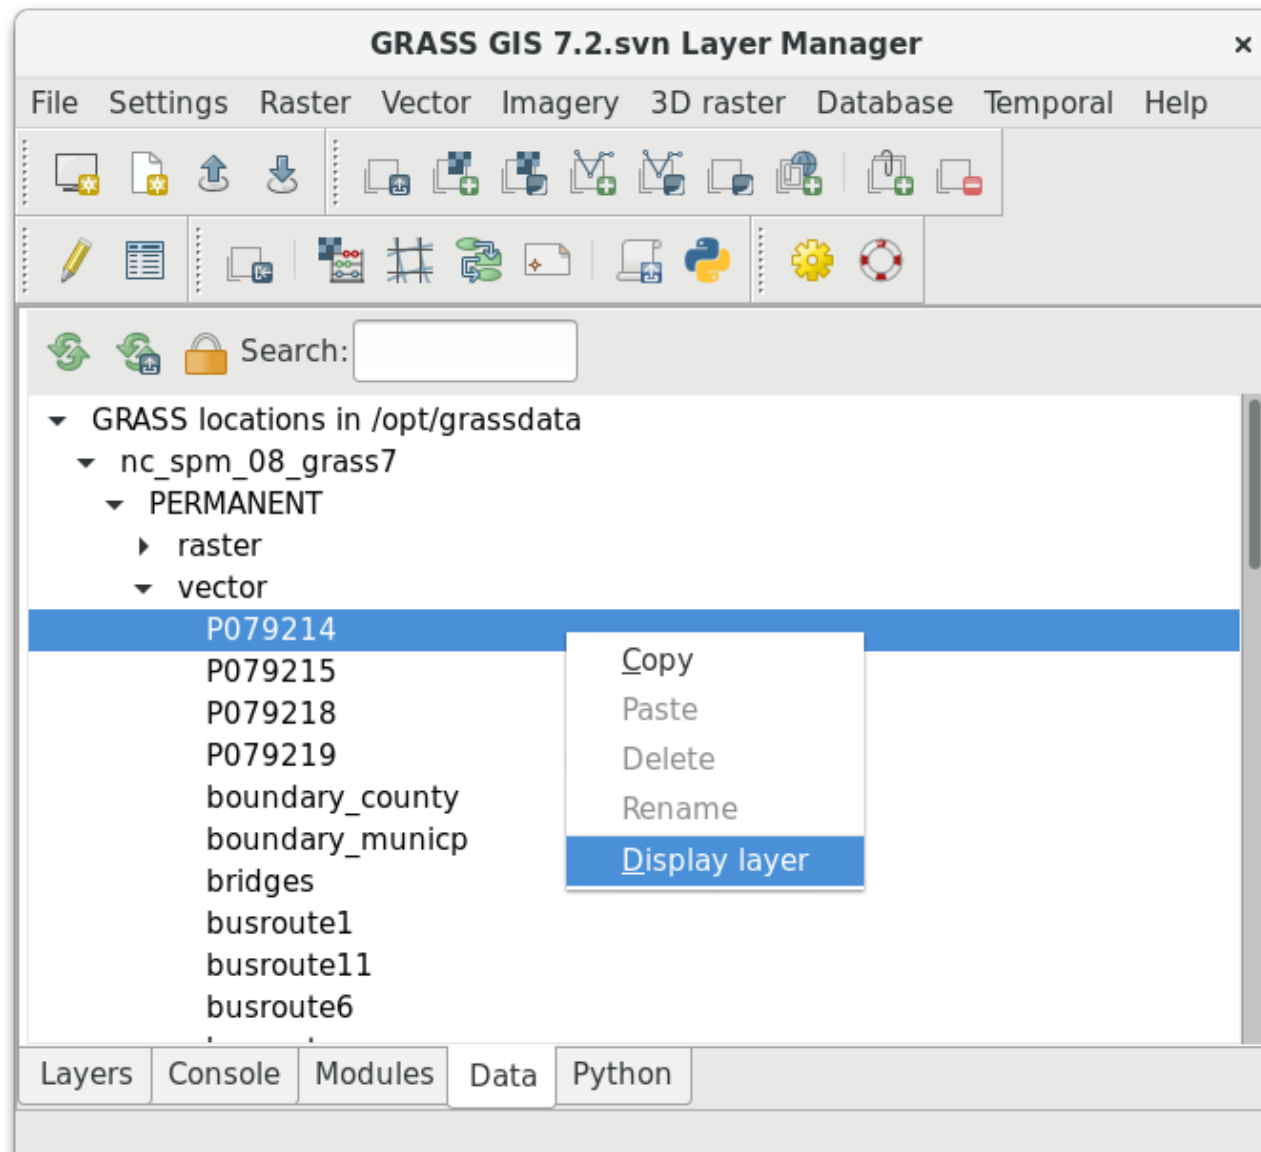 GRASS GIS 7.2.svn Layer Manager
File Settings Raster Vector Imagery 3D raster Database Temporal Help
Search:
GRASS locations in /opt/grassdata
nc_spm_08_grass7
PERMANENT
raster
vector
P079214
P079215
P079218
P079219
boundary_county
boundary_municp
bridges
busroute1
busroute11
busroute6
Copy
Paste
Delete
Rename
Display layer
Layers Console Modules Data Python